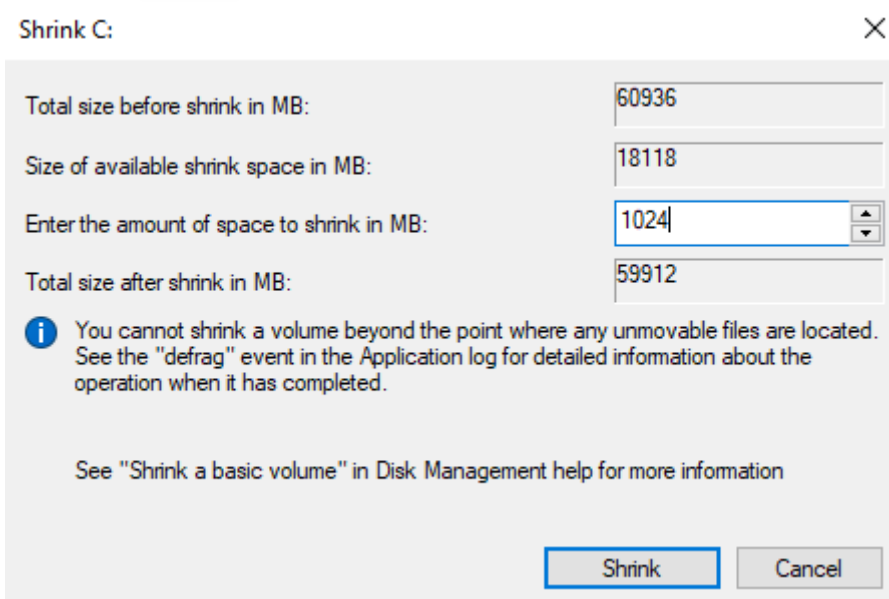 Shrink C:
Total size before shrink in MB: 60936
Size of available shrink space in MB: 18118
Enter the amount of space to shrink in MB: 1024
Total size after shrink in MB: 59912
You cannot shrink a volume beyond the point where any unmovable files are located.
See the "defrag" event in the Application log for detailed information about the
operation when it has completed.
See "Shrink a basic volume" in Disk Management help for more information
Shrink Cancel